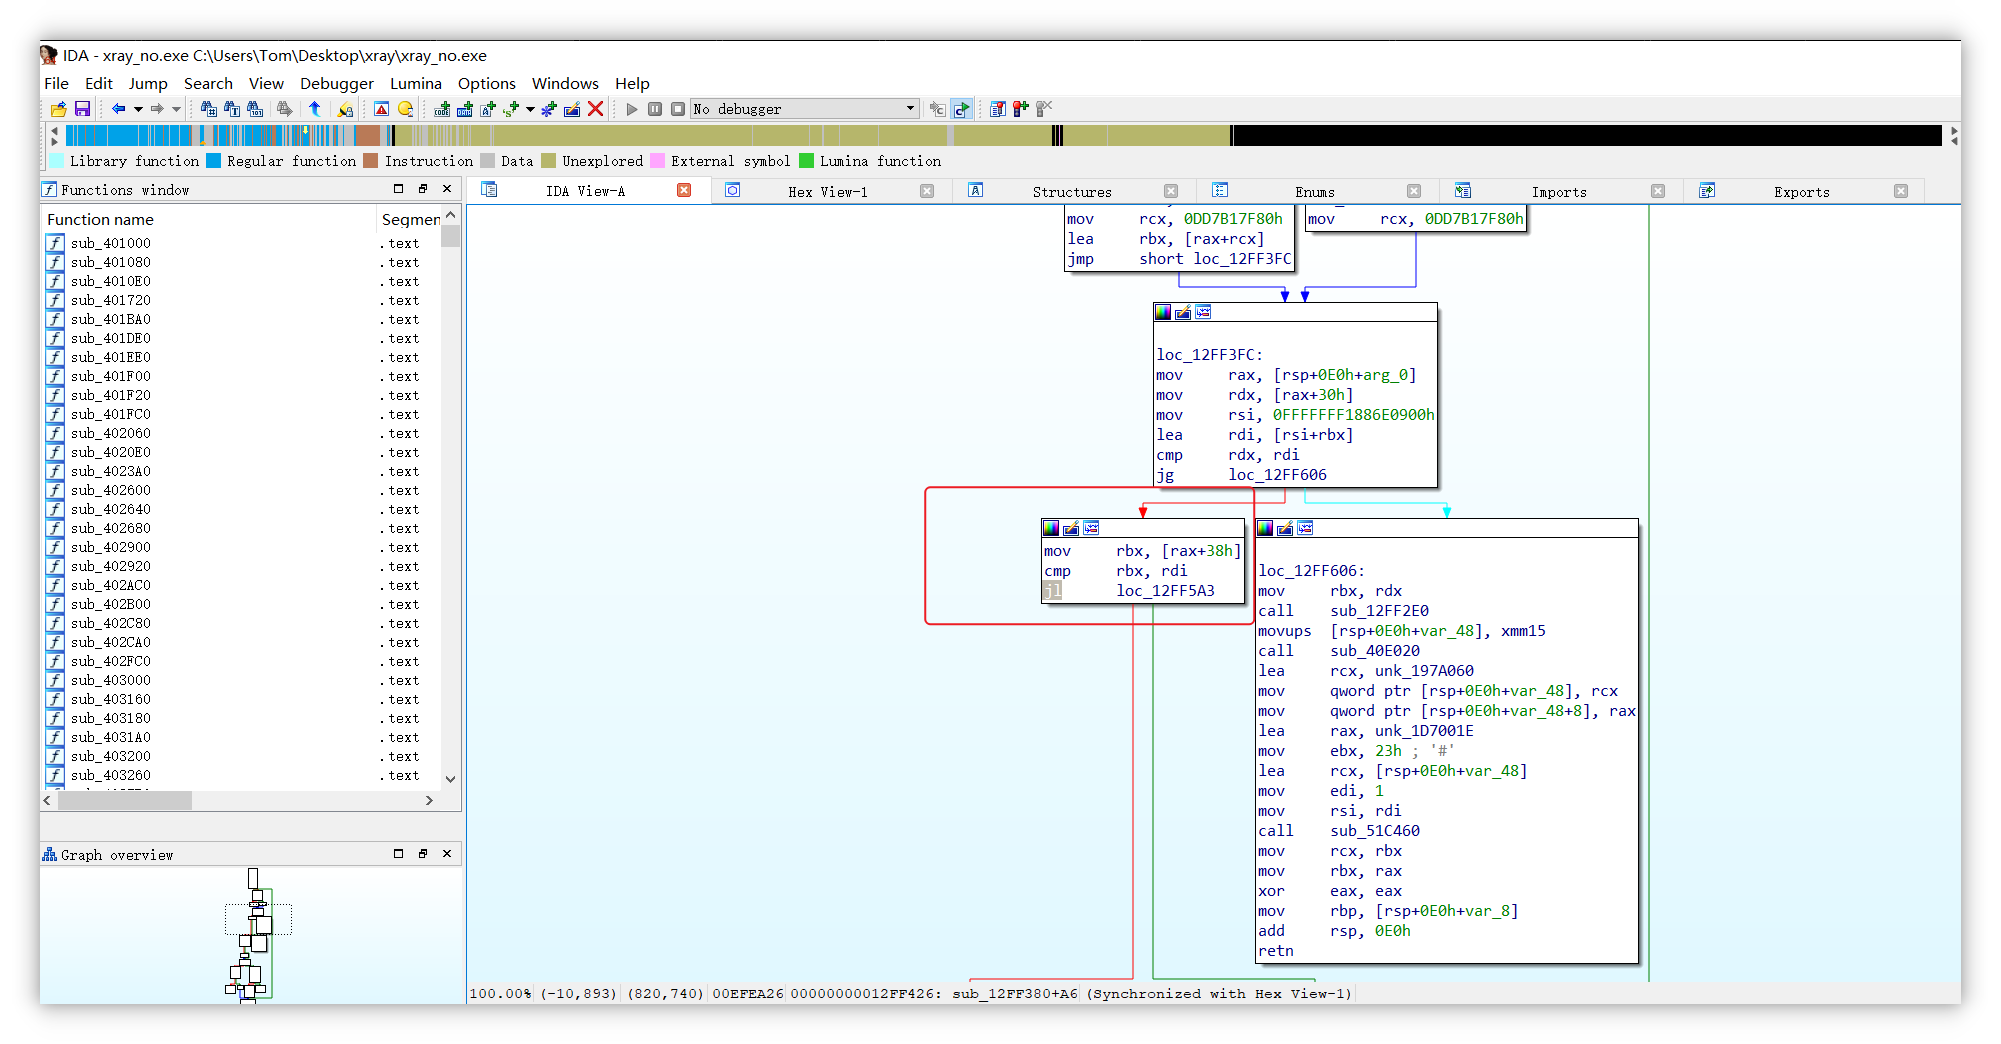 IDA - xray_no.exe C:\Users\Tom\Desktop\xray\xray_no.exe
File Edit Jump Search View Debugger Lumina Options Windows Help
No debugger
Library function Regular function Instruction Data Unexplored External symbol Lumina function
Functions window
Function name Segmen
sub_401000 .text
sub_401080 .text
sub_4010E0 .text
sub_401720 .text
sub_401BA0 .text
sub_401DE0 .text
sub_401EE0 .text
sub_401F00 .text
sub_401F20 .text
sub_401FC0 .text
sub_402060 .text
sub_4020E0 .text
sub_4023A0 .text
sub_402600 .text
sub_402640 .text
sub_402680 .text
sub_402900 .text
sub_402920 .text
sub_402AC0 .text
sub_402B00 .text
sub_402C80 .text
sub_402CA0 .text
sub_402FC0 .text
sub_403000 .text
sub_403160 .text
sub_403180 .text
sub_4031A0 .text
sub_403200 .text
sub_403260 .text
Graph overview
IDA View-A Hex View-1 Structures Enums Imports Exports
mov rcx, 0DD7B17F80h
lea rbx, [rax+rcx]
jmp short loc_12FF3FC
mov rcx, 0DD7B17F80h
loc_12FF3FC:
mov rax, [rsp+0E0h+arg_0]
mov rdx, [rax+30h]
mov rsi, 0FFFFFFF1886E0900h
lea rdi, [rsi+rbx]
cmp rdx, rdi
jg loc_12FF606
mov rbx, [rax+38h]
cmp rbx, rdi
jl loc_12FF5A3
loc_12FF606:
mov rbx, rdx
call sub_12FF2E0
movups [rsp+0E0h+var_48], xmm15
call sub_40E020
lea rcx, unk_197A060
mov qword ptr [rsp+0E0h+var_48], rcx
mov qword ptr [rsp+0E0h+var_48+8], rax
lea rax, unk_1D7001E
mov ebx, 23h ; '#'
lea rcx, [rsp+0E0h+var_48]
mov edi, 1
mov rsi, rdi
call sub_51C460
mov rcx, rbx
mov rbx, rax
xor eax, eax
mov rbp, [rsp+0E0h+var_8]
add rsp, 0E0h
retn
100.00% (-10,893) (820,740) 00EFEA26 00000000012FF426: sub_12FF380+A6 (Synchronized with Hex View-1)